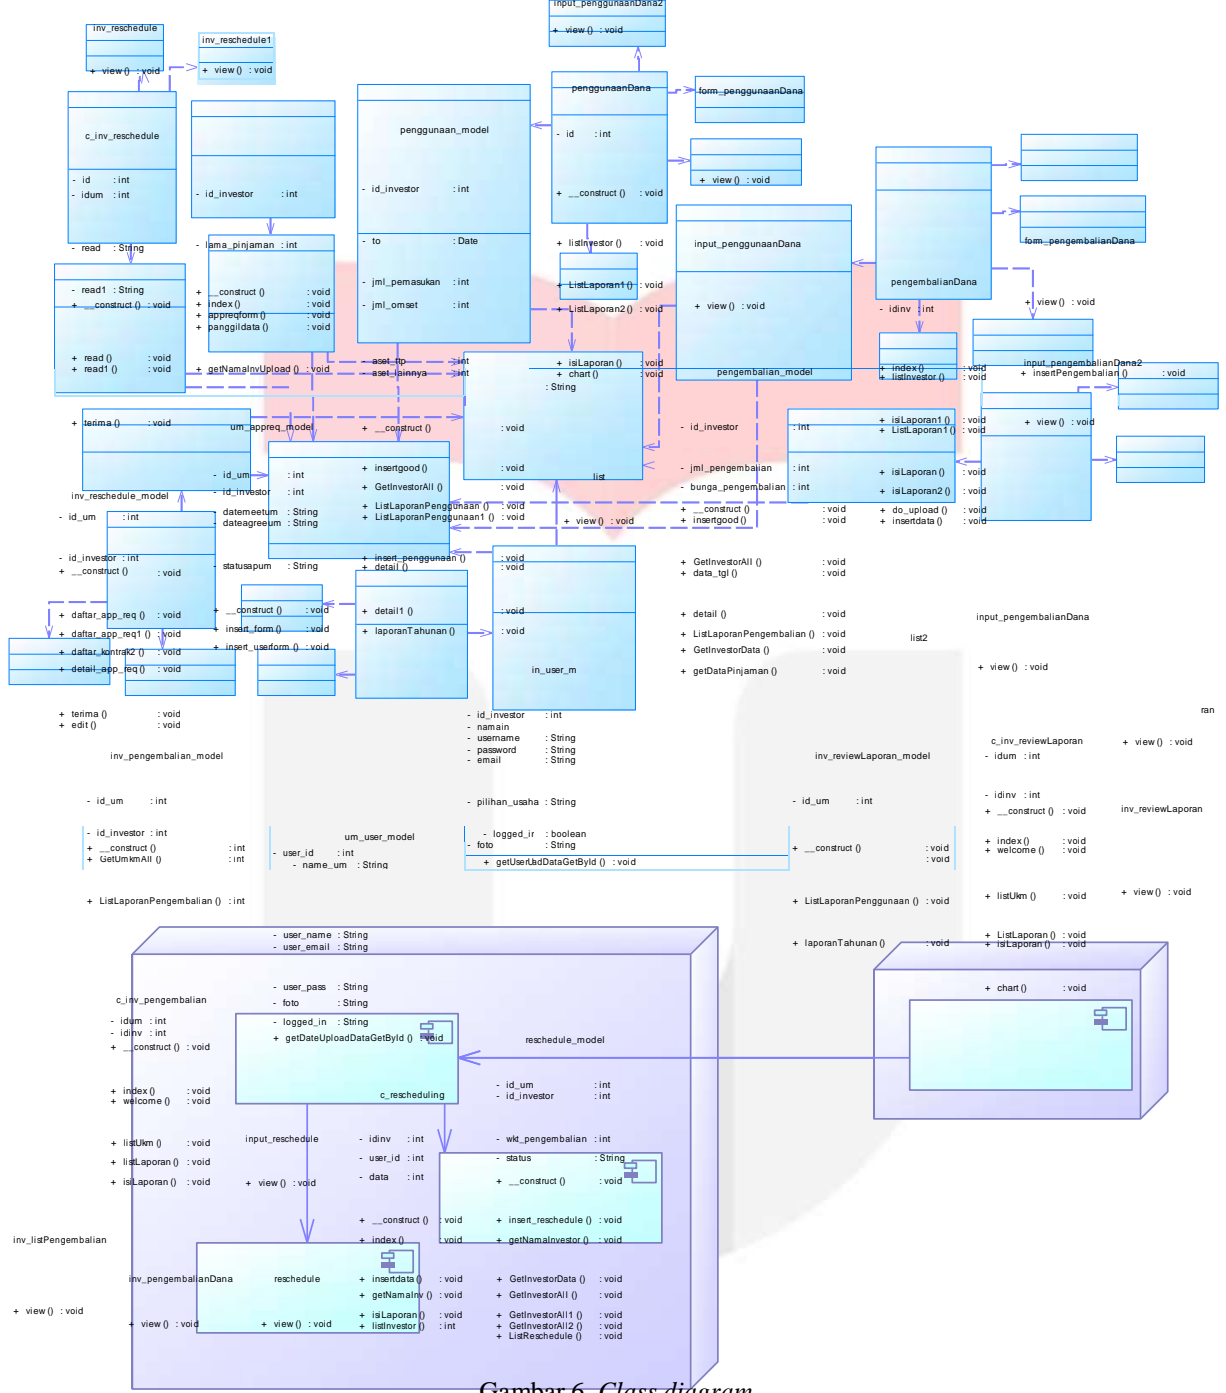 input_penggunaanDana2
inv_reschedule
+ view () : void
inv_reschedule1
+ view () : void
+ view () : void
penggunaanDana
form_penggunaanDana
c_inv_reschedule
penggunaan_model
- id : int
- id : int
- idum : int
- id_investor : int
- id_investor : int
+ __construct () : void
+ view () : void
- read : String
- lama_pinjaman : int
- to : Date
+ listInvestor () : void
input_penggunaanDana
form_pengembalianDana
- read1 : String
+ __construct () : void
+ __construct () : void
+ index () : void
+ appreqform () : void
+ panggildata () : void
- jml_pemasukan : int
- jml_omset : int
+ ListLaporan1() : void
+ ListLaporan2() : void
+ view () : void
pengembalianDana
- idinv : int
+ view () : void
+ read () : void
+ read1 () : void
+ getNamaInvUpload () : void
- aset_ttp : int
- aset_lainnya : int
+ isiLaporan () : void
+ chart () : void
: String
pengembalian_model
+ index () : void
+ listInvestor () : void
input_pengembalianDana2
+ insertPengembalian () : void
+ terima () : void
um_appreq_model
+ __construct () : void
- id_investor : int
+ isiLaporan1 () : void
+ ListLaporan1 () : void
+ view () : void
- id_um : int
- id_investor : int
+ insertgood () : void
+ GetInvestorAll () : void
list
- jml_pengembalian : int
- bunga_pengembalian : int
+ isiLaporan () : void
+ isiLaporan2 () : void
inv_reschedule_model
- id_um : int
- datemeetum : String
- dateagreeum : String
+ ListLaporanPenggunaan () : void
+ ListLaporanPenggunaan1 () : void
+ view () : void
+ __construct () : void
+ insertgood () : void
+ do_upload () : void
+ insertdata () : void
- id_investor : int
+ __construct () : void
- statusapum : String
+ insert_penggunaan () : void
+ detail () : void
+ GetInvestorAll () : void
+ data_tgl () : void
+ daftar_app_req () : void
+ daftar_app_req1 () : void
+ daftar_kontrak2 () : void
+ detail_app_req () : void
+ __construct () : void
+ insert_form () : void
+ insert_userform () : void
+ detail1 () : void
+ laporanTahunan () : void
+ detail () : void
+ ListLaporanPengembalian () : void
+ GetInvestorData () : void
+ getDataPinjaman () : void
input_pengembalianDana
list2
+ view () : void
in_user_m
+ terima () : void
+ edit () : void
- id_investor : int
- namain
- username : String
- password : String
- email : String
ran
+ view () : void
inv_pengembalian_model
inv_reviewLaporan_model
c_inv_reviewLaporan
- idum : int
- id_um : int
- pilihan_usaha : String
- id_um : int
- idinv : int
+ __construct () : void
inv_reviewLaporan
- id_investor : int
+ __construct () : int
+ GetUmkmAll () : int
um_user_model
- user_id : int
- name_um : String
- logged_in : boolean
- foto : String
+ __construct () : void
: void
+ index () : void
+ welcome () : void
+ ListLaporanPengembalian () : int
+ ListLaporanPenggunaan () : void
+ listUkm () : void
+ view () : void
- user_name : String
- user_email : String
+ laporanTahunan () : void
+ ListLaporan () : void
+ isiLaporan () : void
- user_pass : String
- foto : String
+ chart () : void
c_inv_pengembalian
- idum : int
- idinv : int
+ __construct () : void
- logged_in : String
+ getDateUploadDataGetById () : void
reschedule_model
+ index () : void
+ welcome () : void
c_rescheduling
- id_um : int
- id_investor : int
+ listUkm () : void
+ listLaporan () : void
+ isiLaporan () : void
input_reschedule
+ view () : void
- idinv : int
- user_id : int
- data : int
- wkt_pengembalian : int
- status : String
+ __construct () : void
inv_listPengembalian
+ __construct () : void
+ index () : void
+ insert_reschedule () : void
+ getNamaInvestor () : void
inv_pengembalianDana
reschedule
+ insertdata () : void
+ getNamaInv () : void
+ GetInvestorData () : void
+ GetInvestorAll () : void
+ view () : void
+ view () : void
+ view () : void
+ isiLaporan () : void
+ listInvestor () : int
+ GetInvestorAll1 () : void
+ GetInvestorAll2 () : void
+ ListReschedule () : void
Gambar 6. Class diagram